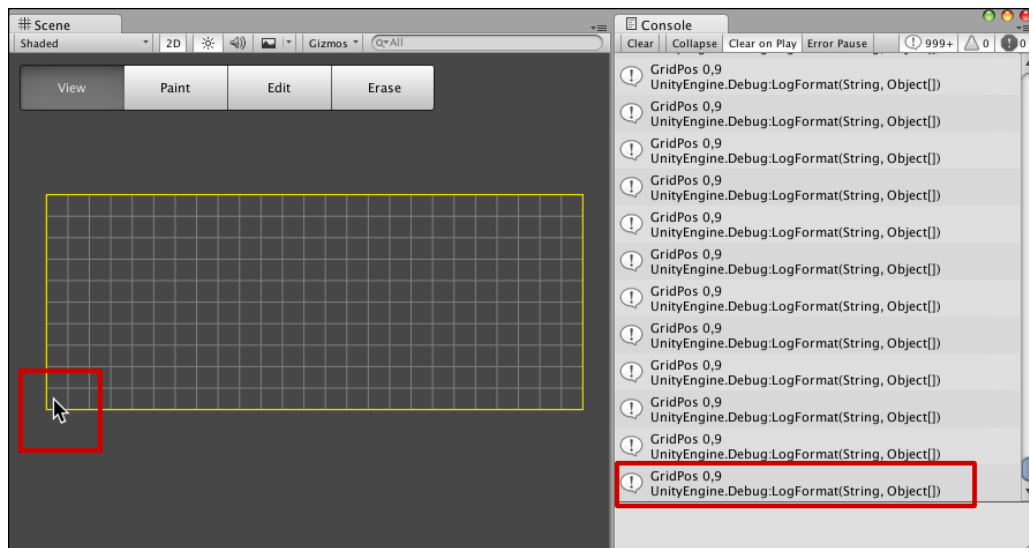 Scene
Shaded
2D
Gizmos
All
View
Paint
Edit
Erase
Console
Clear
Collapse
Clear on Play
Error Pause
999+
0
0
GridPos 0,9
UnityEngine.Debug:LogFormat(String, Object[])
GridPos 0,9
UnityEngine.Debug:LogFormat(String, Object[])
GridPos 0,9
UnityEngine.Debug:LogFormat(String, Object[])
GridPos 0,9
UnityEngine.Debug:LogFormat(String, Object[])
GridPos 0,9
UnityEngine.Debug:LogFormat(String, Object[])
GridPos 0,9
UnityEngine.Debug:LogFormat(String, Object[])
GridPos 0,9
UnityEngine.Debug:LogFormat(String, Object[])
GridPos 0,9
UnityEngine.Debug:LogFormat(String, Object[])
GridPos 0,9
UnityEngine.Debug:LogFormat(String, Object[])
GridPos 0,9
UnityEngine.Debug:LogFormat(String, Object[])
GridPos 0,9
UnityEngine.Debug:LogFormat(String, Object[])
GridPos 0,9
UnityEngine.Debug:LogFormat(String, Object[])